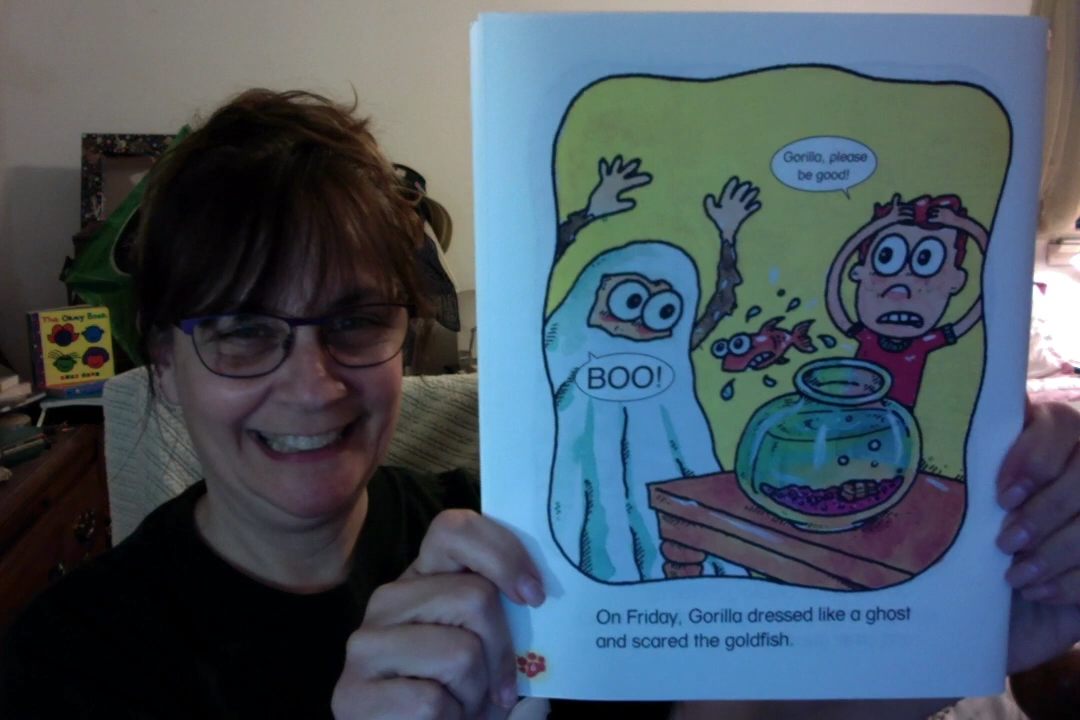 The Okay Book
Gorilla, please
be good!
BOO!
On Friday, Gorilla dressed like a ghost
and scared the goldfish.